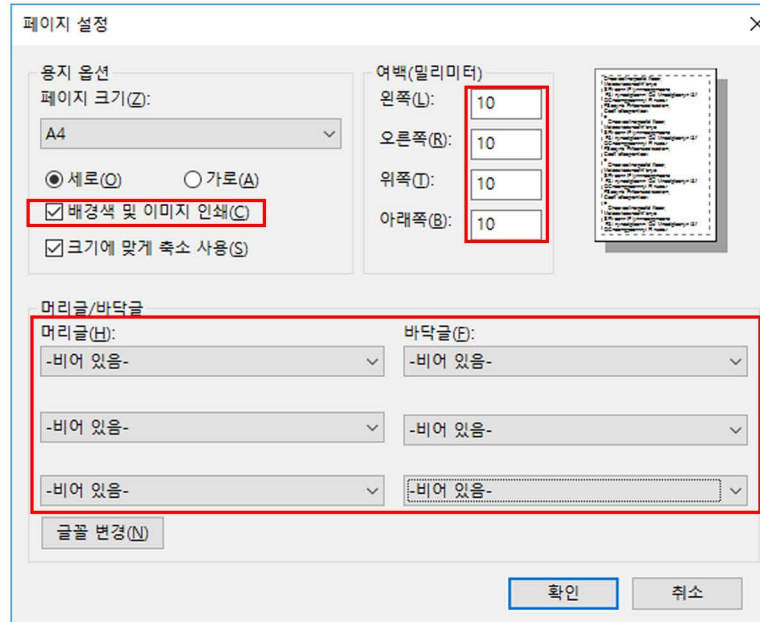 페이지 설정
용지 옵션
페이지 크기(Z):
A4
세로(O) 가로(A)
배경색 및 이미지 인쇄(C)
크기에 맞게 축소 사용(S)
여백(밀리미터)
왼쪽(L): 10
오른쪽(R): 10
위쪽(T): 10
아래쪽(B): 10
머리글/바닥글
머리글(H): 바닥글(F):
-비어 있음- -비어 있음-
-비어 있음- -비어 있음-
-비어 있음- -비어 있음-
글꼴 변경(N)
확인 취소